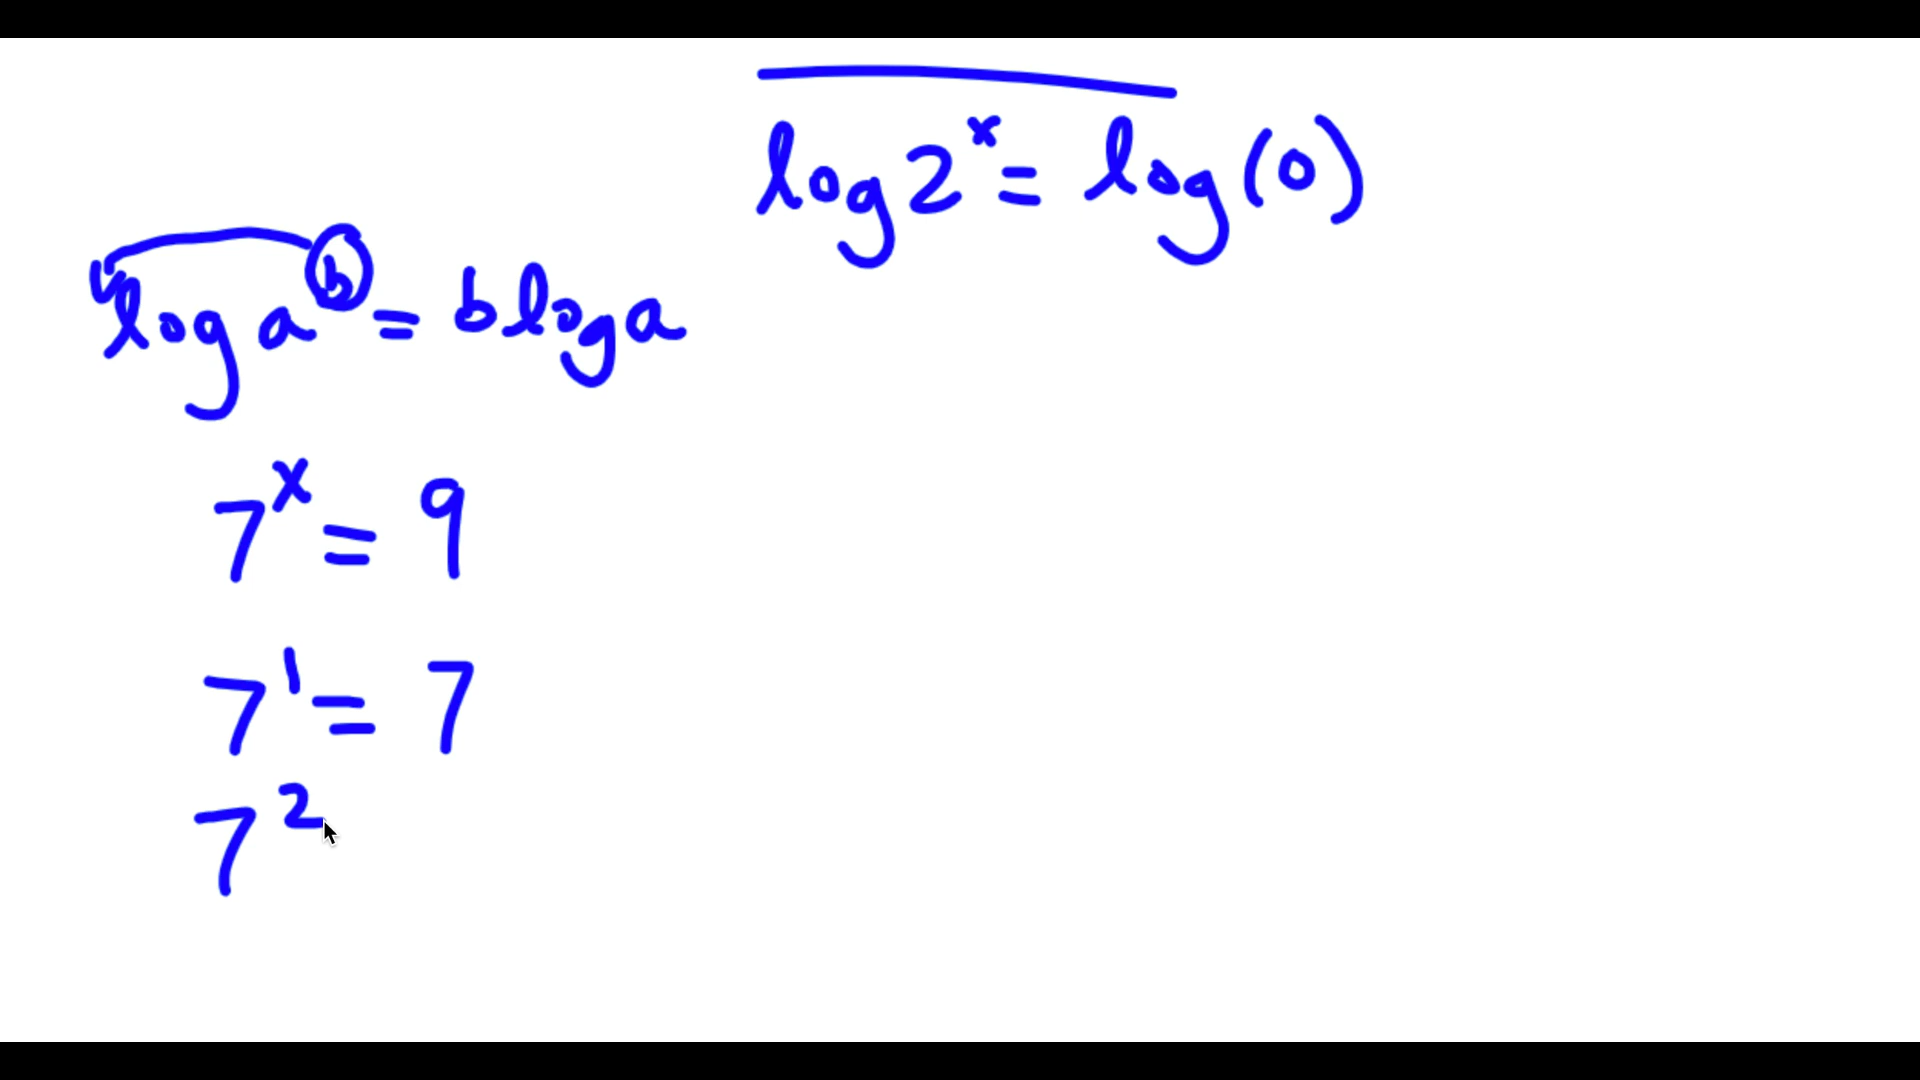 log 2^x = log(0)
log a^b = b log a
7^x = 9
7^1 = 7
7^2